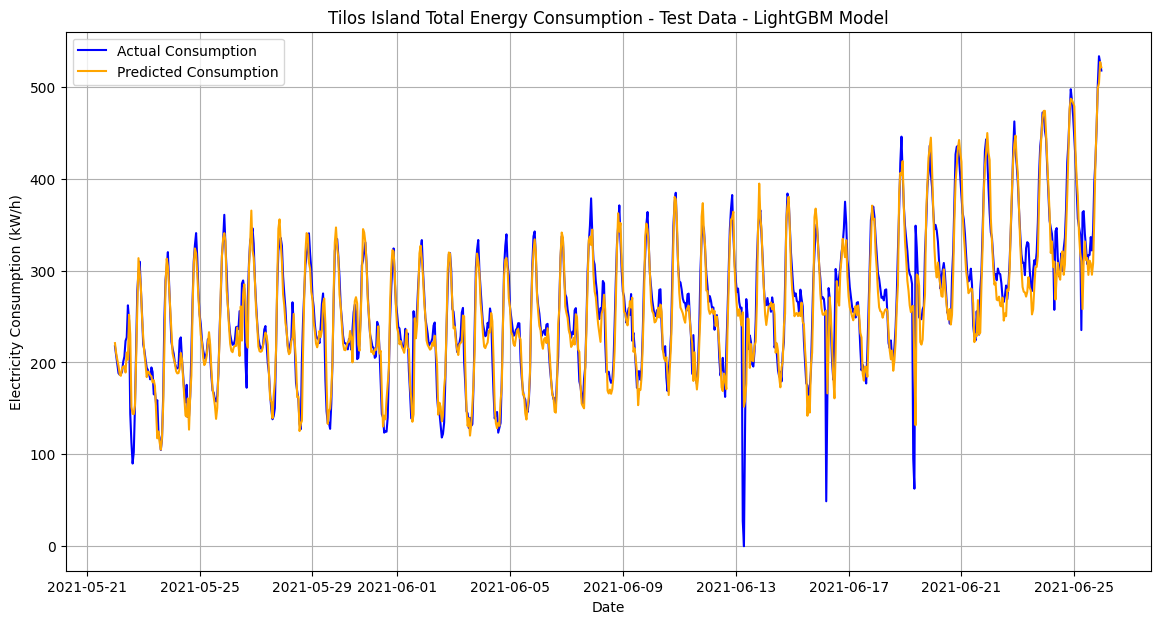 Tilos Island Total Energy Consumption - Test Data - LightGBM Model
Actual Consumption
Predicted Consumption
Electricity Consumption (kW/h)
500
400
300
200
100
0
2021-05-21 2021-05-25 2021-05-29 2021-06-01 2021-06-05 2021-06-09 2021-06-13 2021-06-17 2021-06-21 2021-06-25
Date